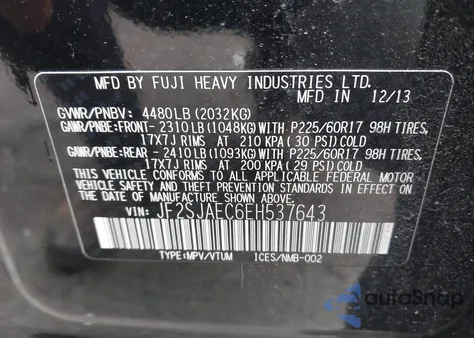 MFD BY FUJI HEAVY INDUSTRIES LTD.
MFD IN 12/13
GVWR/PNBV: 4480LB(2032KG)
GAWR/PNBE:FRONT- 2310LB(1048KG)WITH P225/60R17 98H TIRES,
17X7J RIMS AT 210 KPA( 30 PSI)COLD
GAWR/PNBE:REAR -2410LB(1093KG)WITH P225/60R17 98H TIRES,
17X7J RIMS AT 200 KPA( 29 PSI)COLD
THIS VEHICLE CONFORMS TO ALL APPLICABLE FEDERAL MOTOR
VEHICLE SAFETY AND THEFT PREVENTION STANDARDS IN EFFECT
ON THE DATE OF MANUFACTURE SHOWN ABOVE.
VIN: JF2SJAEC6EH537643
TYPE:MPV/VTUM ICES/NMB-002
autoSnap